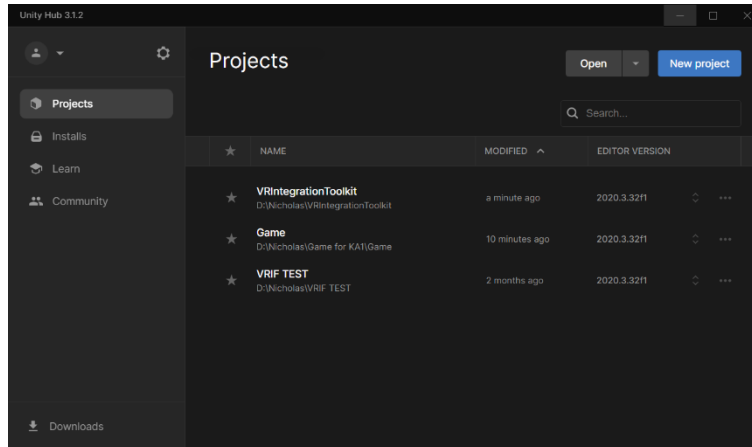 Unity Hub 3.1.2
Projects
Open
New project
Projects
Search...
Installs
NAME
MODIFIED
EDITOR VERSION
Learn
Community
VRIntegrationToolkit
a minute ago
2020.3.32f1
D:\Nicholas\VRIntegrationToolkit
Game
10 minutes ago
2020.3.32f1
D:\Nicholas\Game for KA1\Game
VRIF TEST
2 months ago
2020.3.32f1
D:\Nicholas\VRIF TEST
Downloads